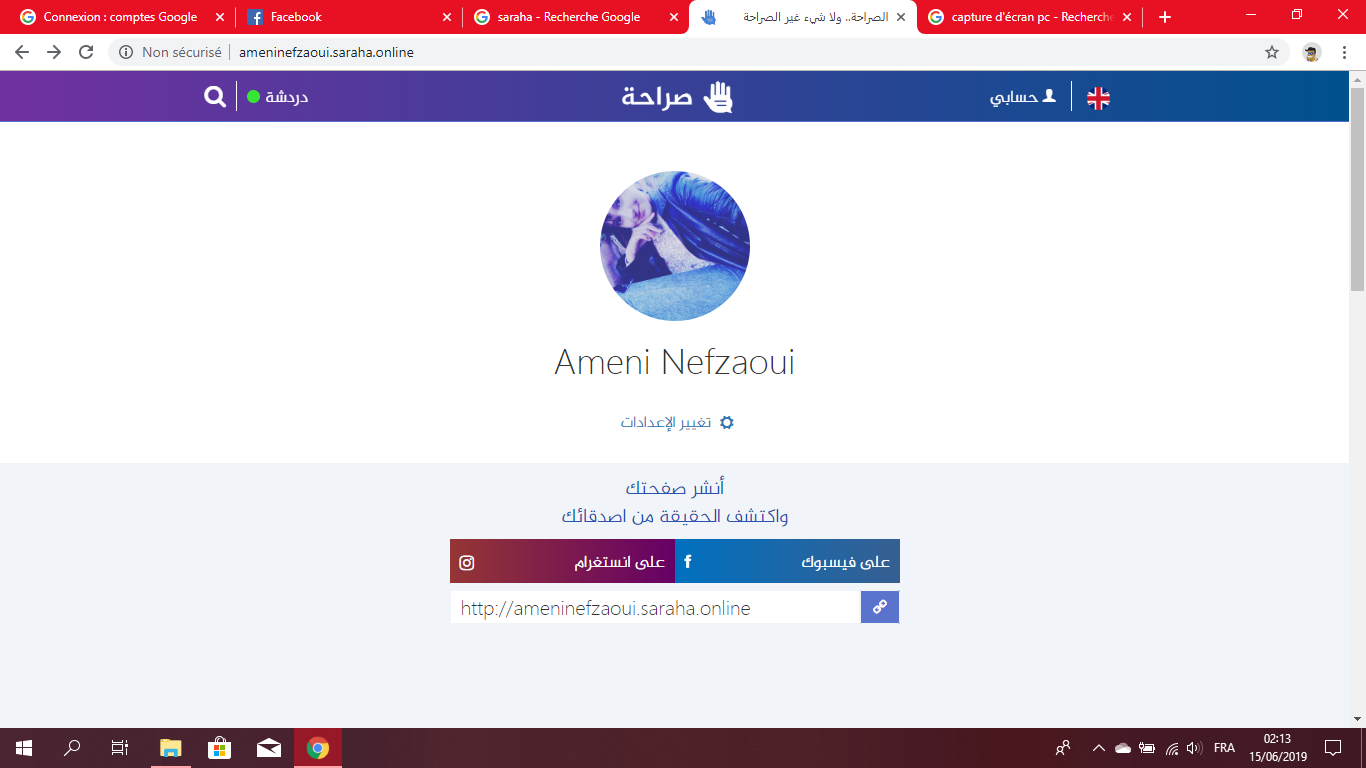 Connexion : comptes Google
Facebook
saraha - Recherche Google
الصراحة.. ولا شيء غير الصراحة
capture d'écran pc - Recherche
Non sécurisé
ameninefzaoui.saraha.online
دردشة
صراحة
حسابي
Ameni Nefzaoui
تغيير الإعدادات
أنشر صفحتك
واكتشف الحقيقة من اصدقائك
على انستغرام
على فيسبوك
http://ameninefzaoui.saraha.online
FRA
02:13
15/06/2019